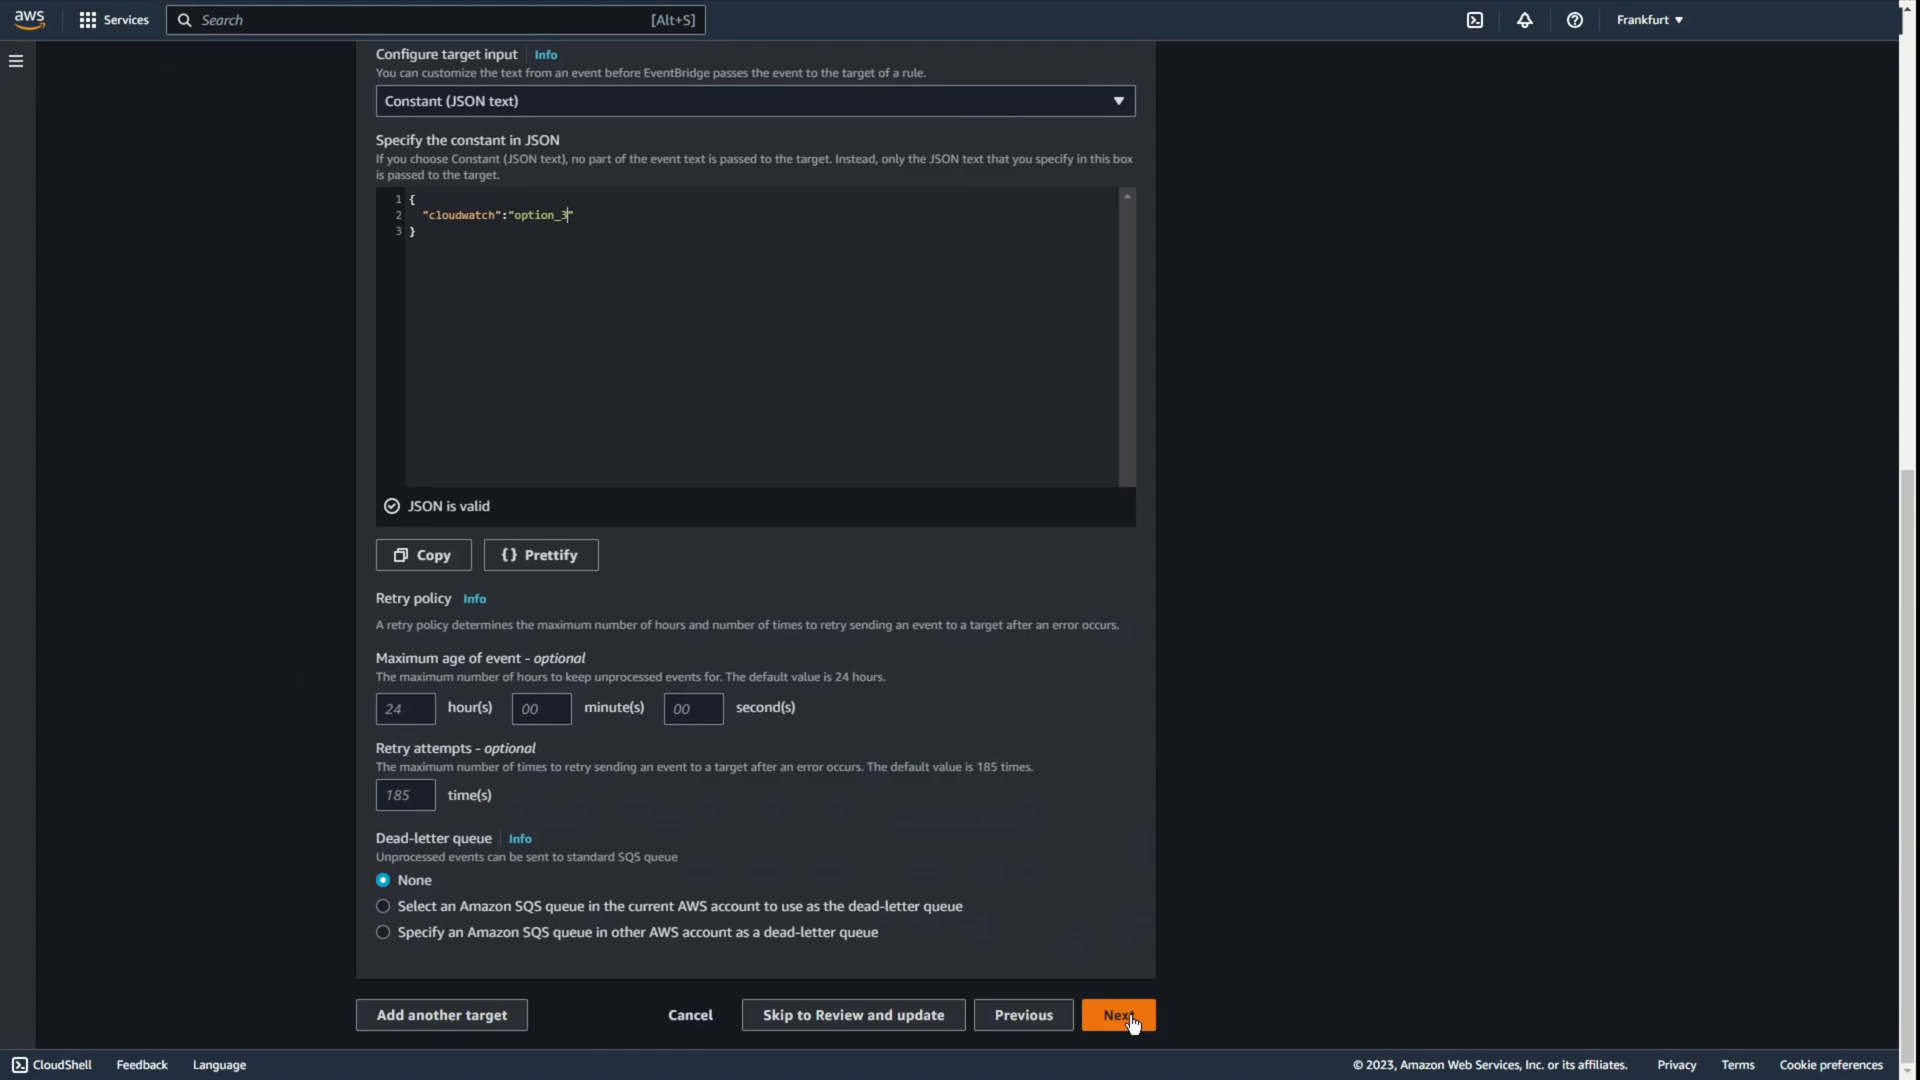 aws
Services
Search
[Alt+S]
Frankfurt
Configure target input
Info
You can customize the text from an event before EventBridge passes the event to the target of a rule.
Constant (JSON text)
Specify the constant in JSON
If you choose Constant (JSON text), no part of the event text is passed to the target. Instead, only the JSON text that you specify in this box
is passed to the target.
1 {
2 "cloudwatch":"option_3"
3 }
JSON is valid
Copy
{} Prettify
Retry policy
Info
A retry policy determines the maximum number of hours and number of times to retry sending an event to a target after an error occurs.
Maximum age of event - optional
The maximum number of hours to keep unprocessed events for. The default value is 24 hours.
24 hour(s) 00 minute(s) 00 second(s)
Retry attempts - optional
The maximum number of times to retry sending an event to a target after an error occurs. The default value is 185 times.
185 time(s)
Dead-letter queue
Info
Unprocessed events can be sent to standard SQS queue
None
Select an Amazon SQS queue in the current AWS account to use as the dead-letter queue
Specify an Amazon SQS queue in other AWS account as a dead-letter queue
Add another target
Cancel
Skip to Review and update
Previous
Next
CloudShell
Feedback
Language
© 2023, Amazon Web Services, Inc. or its affiliates.
Privacy
Terms
Cookie preferences